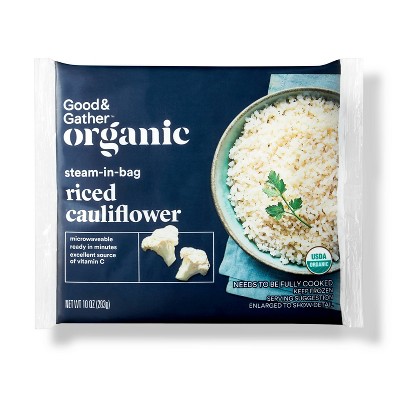 Good&
Gather™
organic
steam-in-bag
riced
cauliflower
microwaveable
ready in minutes
excellent source
of vitamin C
USDA
ORGANIC
NEEDS TO BE FULLY COOKED
KEEP FROZEN
SERVING SUGGESTION
ENLARGED TO SHOW DETAIL
NET WT 10 OZ (283g)